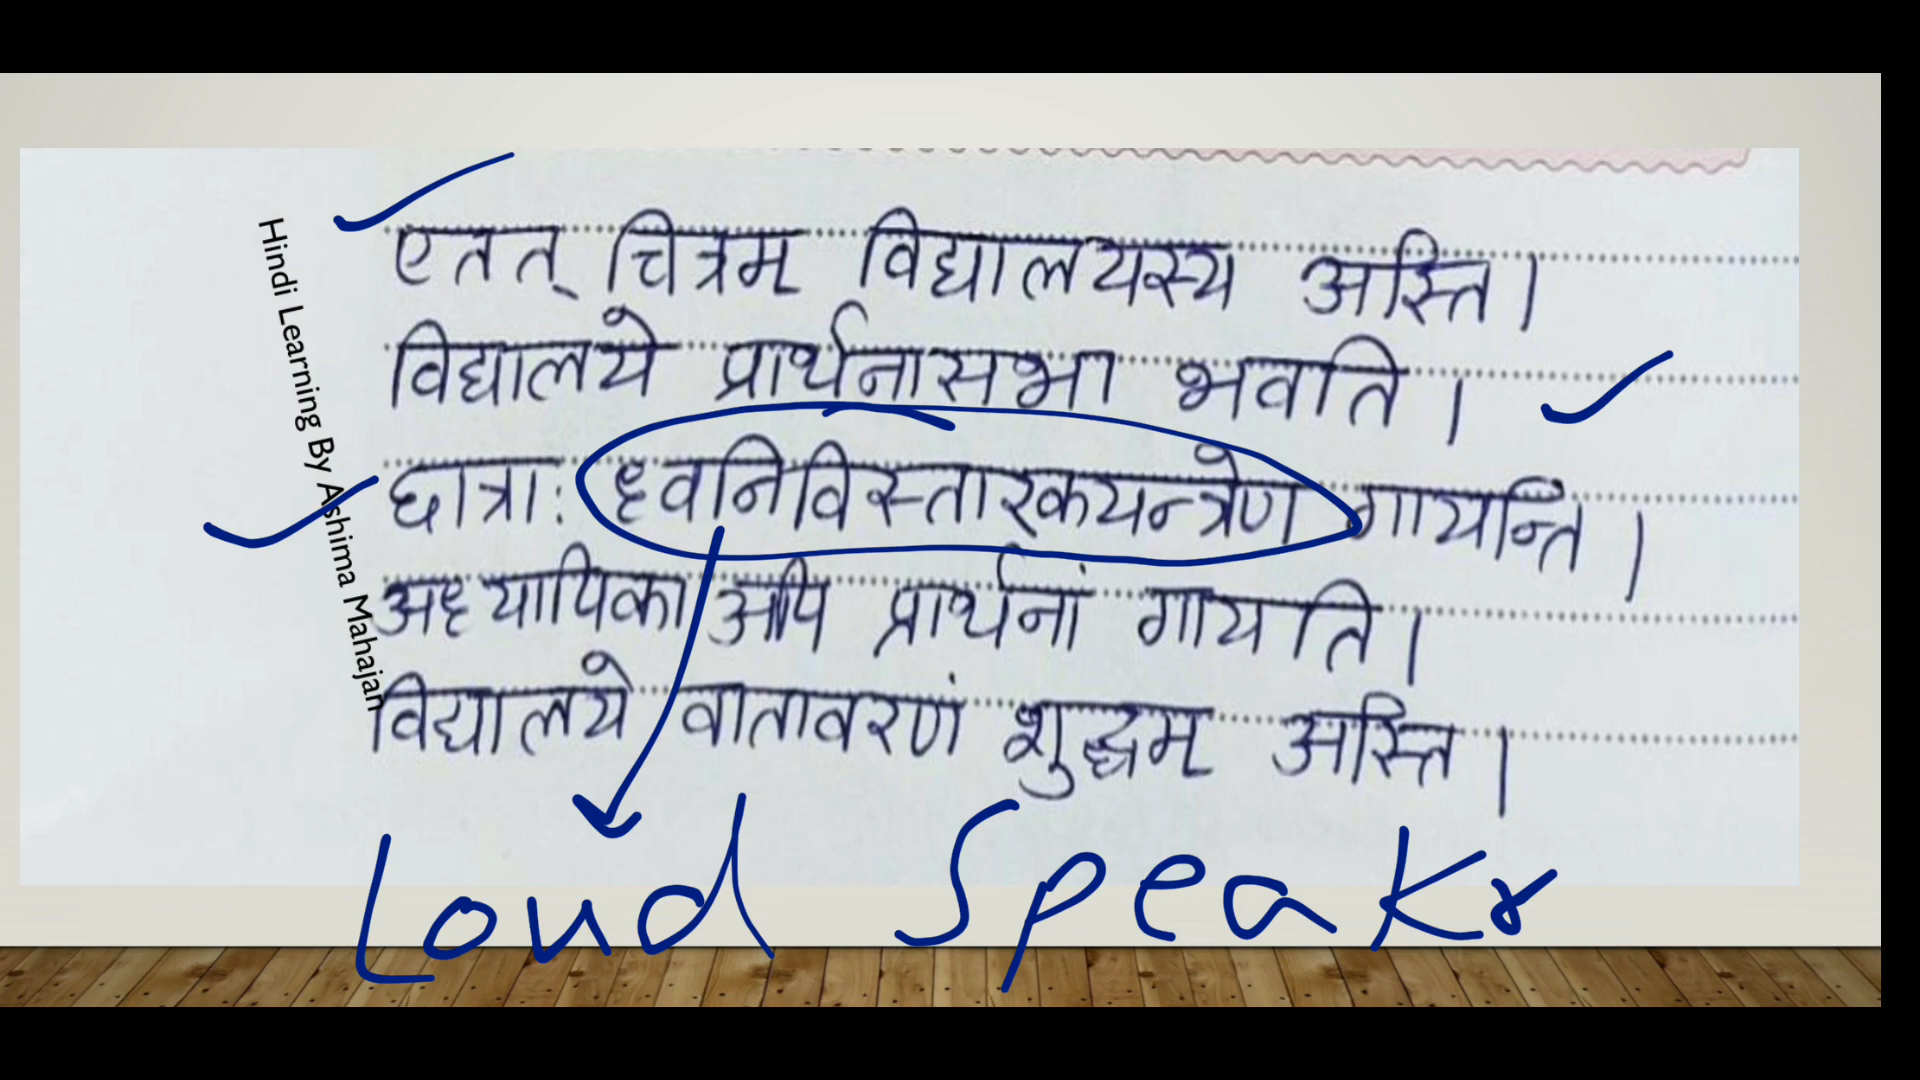 एतत् चित्रम् विद्यालयस्य अस्ति।
विद्यालये प्रार्थनासभा भवति।
छात्राः ध्वनिविस्तारकयन्त्रेण गायन्ति।
अध्यापिका अपि प्रार्थनां गायति।
विद्यालये वातावरणं शुद्धम् अस्ति।
Loud Speakr
Hindi Learning By Ashima Mahajan